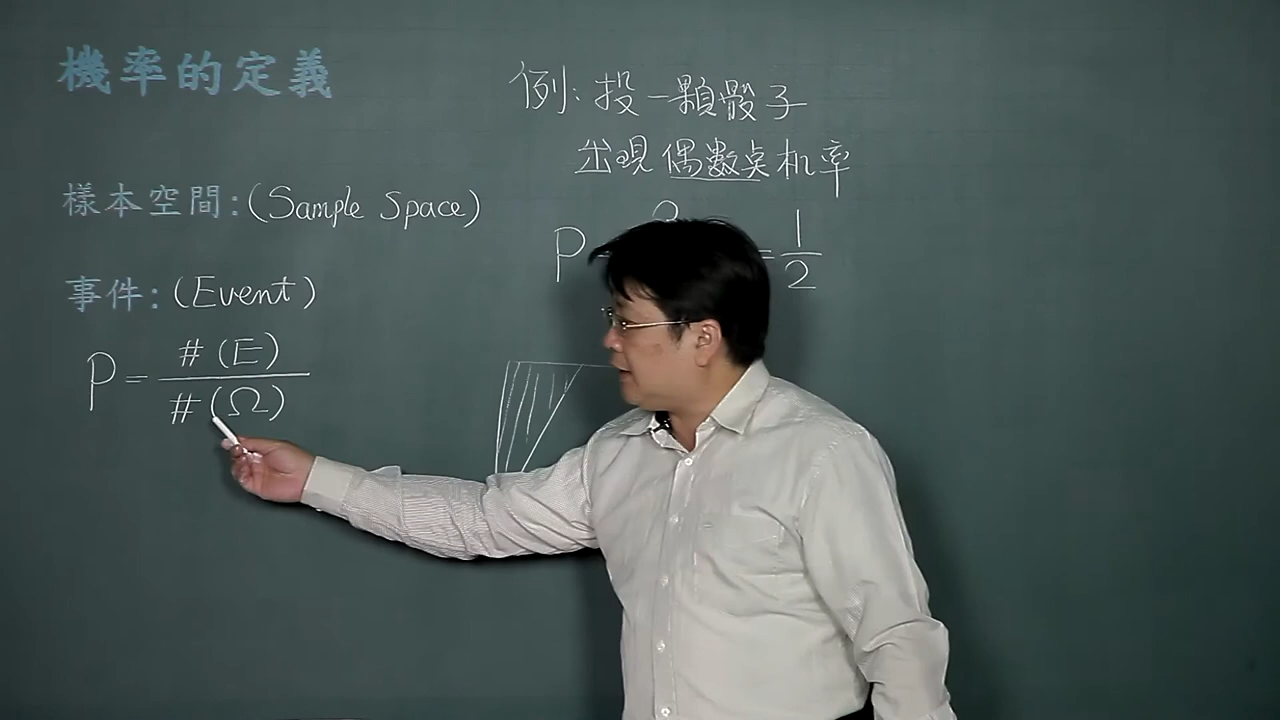 機率的定義
樣本空間:(Sample Space)
事件:(Event)
P=#(E)/#(Ω)
例:投一顆骰子
出現偶數桌机率
P = 1/2